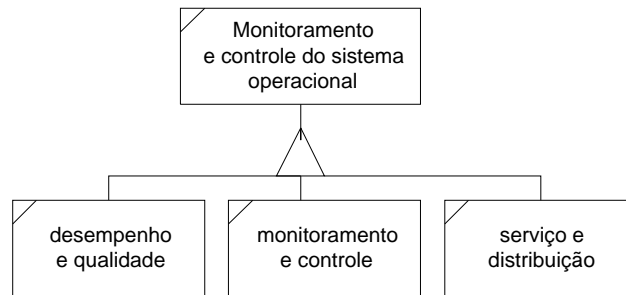 Monitoramento
e controle do sistema
operacional
desempenho
e qualidade
monitoramento
e controle
serviço e
distribuição